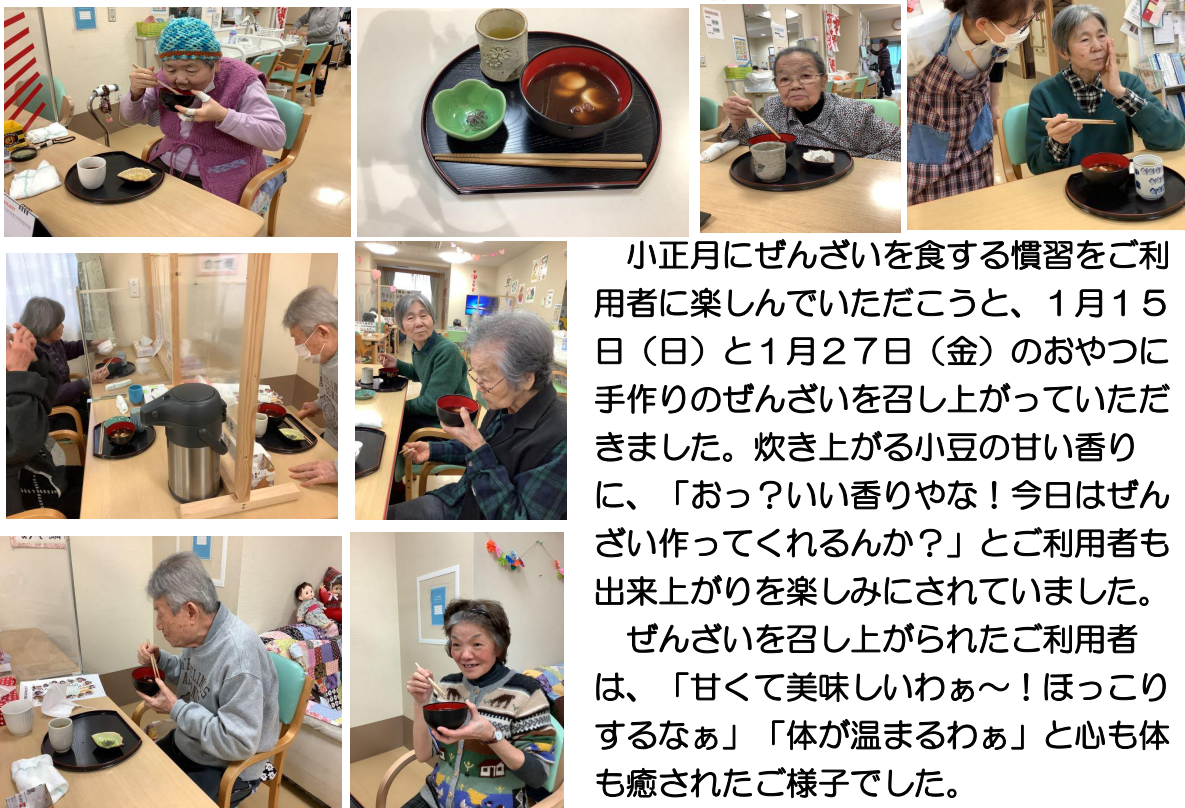 小正月にぜんざいを食する慣習をご利
用者に楽しんでいただこうと、１月１５
日（日）と１月２７日（金）のおやつに
手作りのぜんざいを召し上がっていただ
きました。炊き上がる小豆の甘い香り
に、「おっ？いい香りやな！今日はぜん
ざい作ってくれるんか？」とご利用者も
出来上がりを楽しみにされていました。
ぜんざいを召し上がられたご利用者
は、「甘くて美味しいわぁ～！ほっこり
するなぁ」「体が温まるわぁ」と心も体
も癒されたご様子でした。